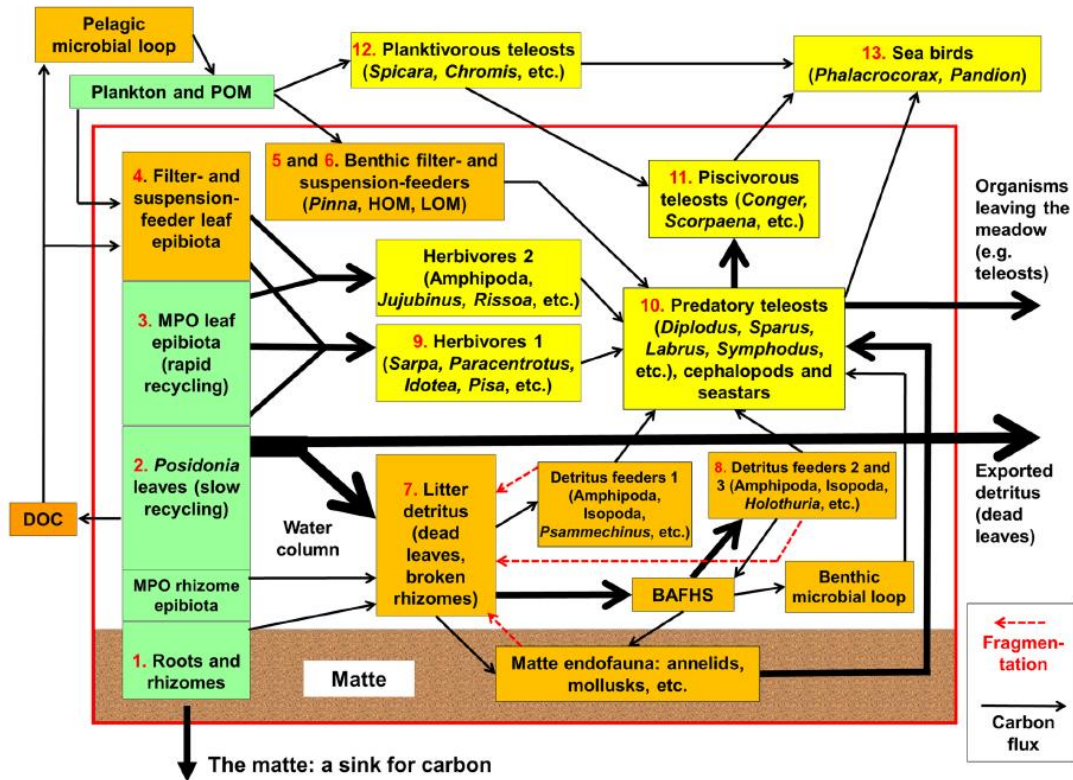 Pelagic
microbial loop
Plankton and POM
12. Planktivorous teleosts
(Spicara, Chromis, etc.)
13. Sea birds
(Phalacrocorax, Pandion)
4. Filter- and
suspension-
feeder leaf
epibiota
5 and 6. Benthic filter- and
suspension-feeders
(Pinna, HOM, LOM)
11. Piscivorous
teleosts (Conger,
Scorpaena, etc.)
Organisms
leaving the
meadow
(e.g.
teleosts)
Herbivores 2
(Amphipoda,
Jujubinus, Rissoa, etc.)
3. MPO leaf
epibiota
(rapid
recycling)
9. Herbivores 1
(Sarpa, Paracentrotus,
Idotea, Pisa, etc.)
10. Predatory teleosts
(Diplodus, Sparus,
Labrus, Symphodus,
etc.), cephalopods and
seastars
2. Posidonia
leaves (slow
recycling)
DOC
Water
column
7. Litter
detritus
(dead
leaves,
broken
rhizomes)
Detritus feeders 1
(Amphipoda,
Isopoda,
Psammechinus, etc.)
8. Detritus feeders 2 and
3 (Amphipoda, Isopoda,
Holothuria, etc.)
Exported
detritus
(dead
leaves)
MPO rhizome
epibiota
BAFHS
Benthic
microbial loop
1. Roots and
rhizomes
Matte
Matte endofauna: annelids,
mollusks, etc.
Fragmen-
tation
Carbon
flux
The matte: a sink for carbon